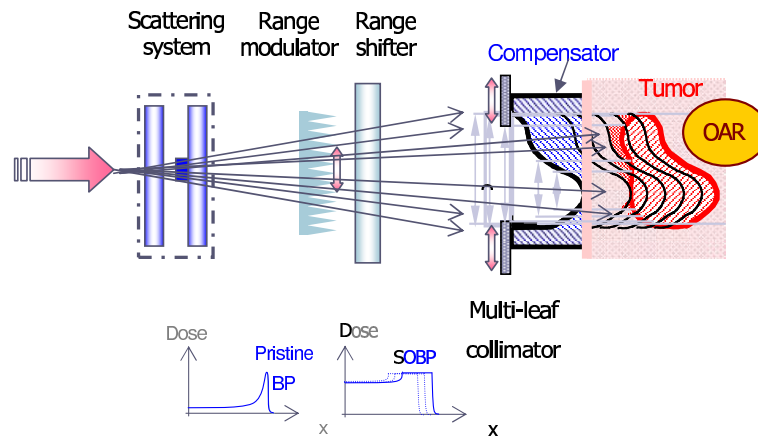 Scattering
system
Range
modulator
Range
shifter
Compensator
Tumor
OAR
Multi-leaf
collimator
Dose
Pristine
BP
x
Dose
SOBP
x